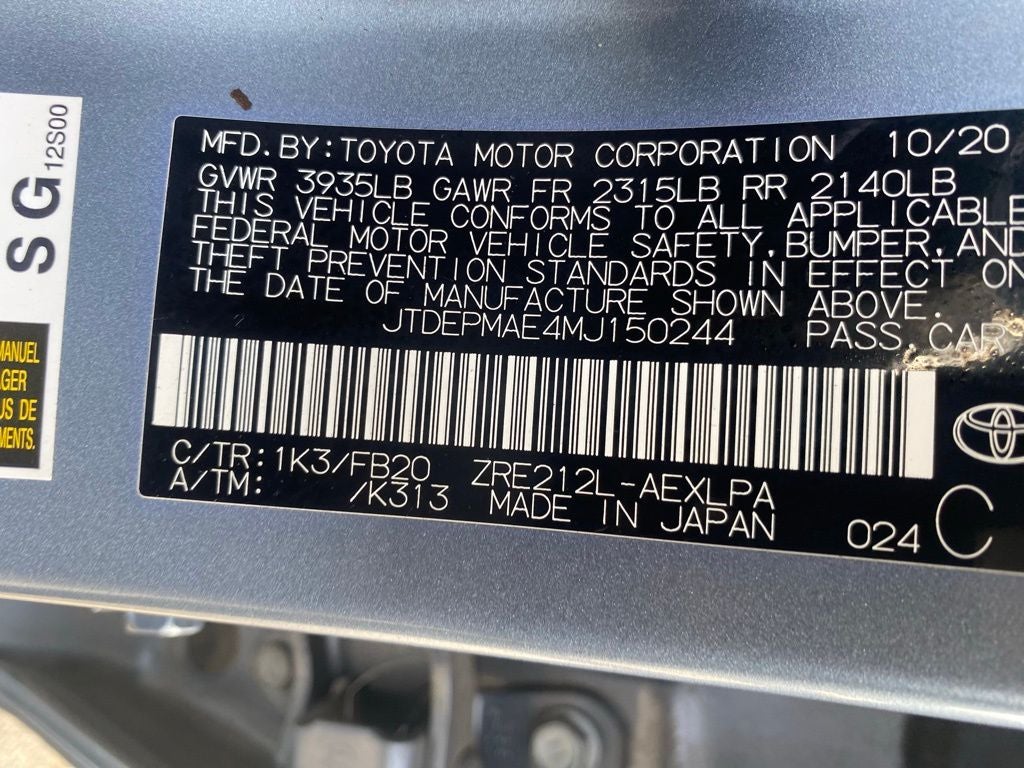 SG12S00
MANUEL
AGER
US DE
MENTS.
MFD. BY: TOYOTA MOTOR CORPORATION 10/20
GVWR 3935LB GAWR FR 2315LB RR 2140LB
THIS VEHICLE CONFORMS TO ALL APPLICABLE
FEDERAL MOTOR VEHICLE SAFETY, BUMPER, AND
THEFT PREVENTION STANDARDS IN EFFECT ON
THE DATE OF MANUFACTURE SHOWN ABOVE.
JTDEPMAE4MJ150244 PASS. CAR
C/TR: 1K3/FB20 ZRE212L-AEXLPA
A/TM: /K313 MADE IN JAPAN 024 C